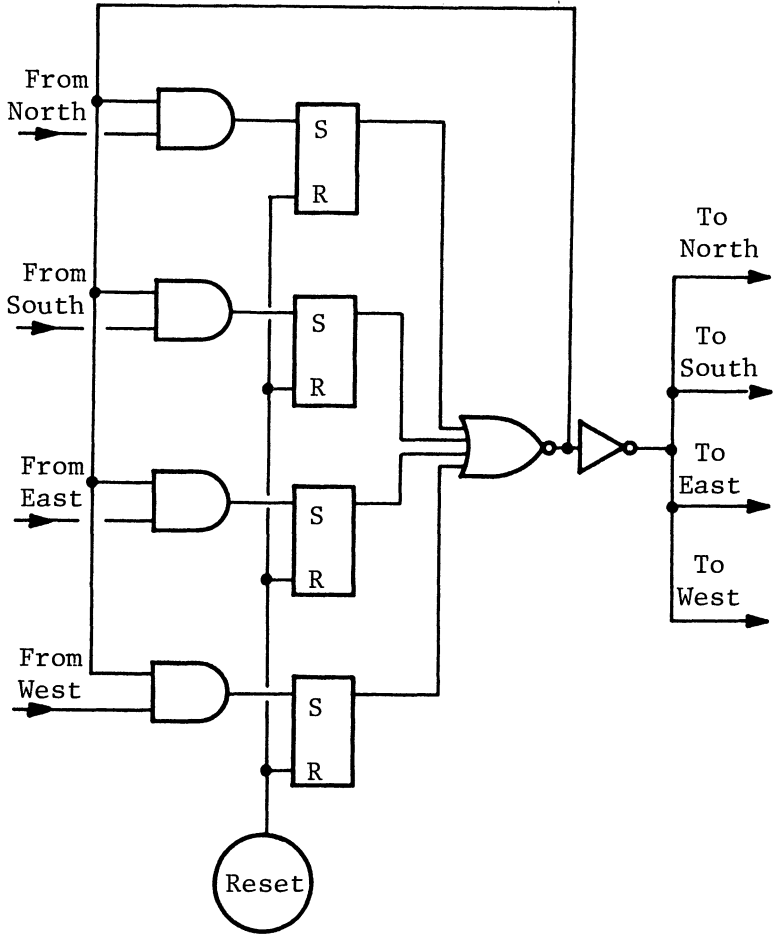 From
North
S
R
To
North
From
South
S
R
To
South
From
East
S
R
To
East
To
West
From
West
S
R
Reset